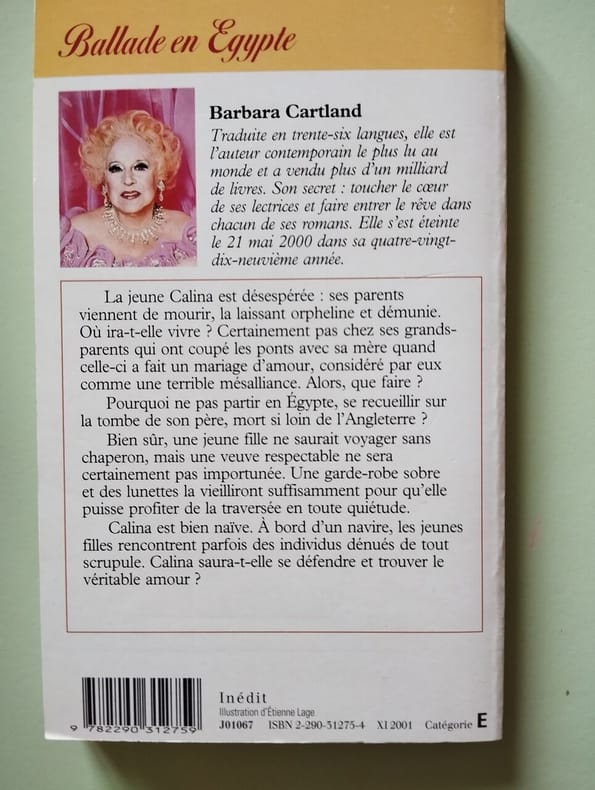 Ballade en Egypte
Barbara Cartland
Traduite en trente-six langues, elle est
l'auteur contemporain le plus lu au
monde et a vendu plus d'un milliard
de livres. Son secret : toucher le cœur
de ses lectrices et faire entrer le rêve dans
chacun de ses romans. Elle s'est éteinte
le 21 mai 2000 dans sa quatre-vingt-
dix-neuvième année.
La jeune Calina est désespérée : ses parents
viennent de mourir, la laissant orpheline et démunie.
Où ira-t-elle vivre ? Certainement pas chez ses grands-
parents qui ont coupé les ponts avec sa mère quand
celle-ci a fait un mariage d'amour, considéré par eux
comme une terrible mésalliance. Alors, que faire ?
Pourquoi ne pas partir en Égypte, se recueillir sur
la tombe de son père, mort si loin de l'Angleterre ?
Bien sûr, une jeune fille ne saurait voyager sans
chaperon, mais une veuve respectable ne sera
certainement pas importunée. Une garde-robe sobre
et des lunettes la vieilliront suffisamment pour qu'elle
puisse profiter de la traversée en toute quiétude.
Calina est bien naïve. À bord d'un navire, les jeunes
filles rencontrent parfois des individus dénués de tout
scrupule. Calina saura-t-elle se défendre et trouver le
véritable amour ?
Inédit
Illustration d'Étienne Lage
J01067 ISBN 2-290-31275-4 XI 2001 Catégorie E
9 782290 312759